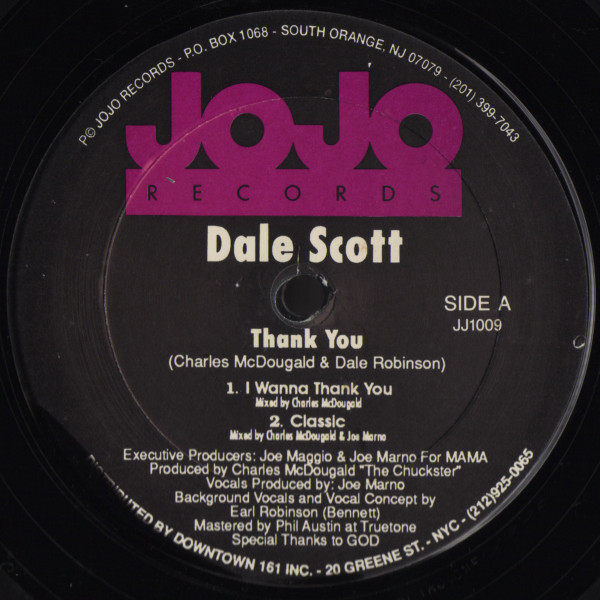 P© JOJO RECORDS - P.O. BOX 1068 - SOUTH ORANGE, NJ 07079 - (201) 399-7043
JOJO
RECORDS
Dale Scott
SIDE A
JJ1009
Thank You
(Charles McDougald & Dale Robinson)
1. I Wanna Thank You
Mixed by Charles McDougald
2. Classic
Mixed by Charles McDougald & Joe Marno
Executive Producers: Joe Maggio & Joe Marno For MAMA
Produced by Charles McDougald "The Chuckster"
Vocals Produced by: Joe Marno
Background Vocals and Vocal Concept by
Earl Robinson (Bennett)
Mastered by Phil Austin at Truetone
Special Thanks to GOD
DISTRIBUTED BY DOWNTOWN 161 INC. - 20 GREENE ST. - NYC - (212)925-0065